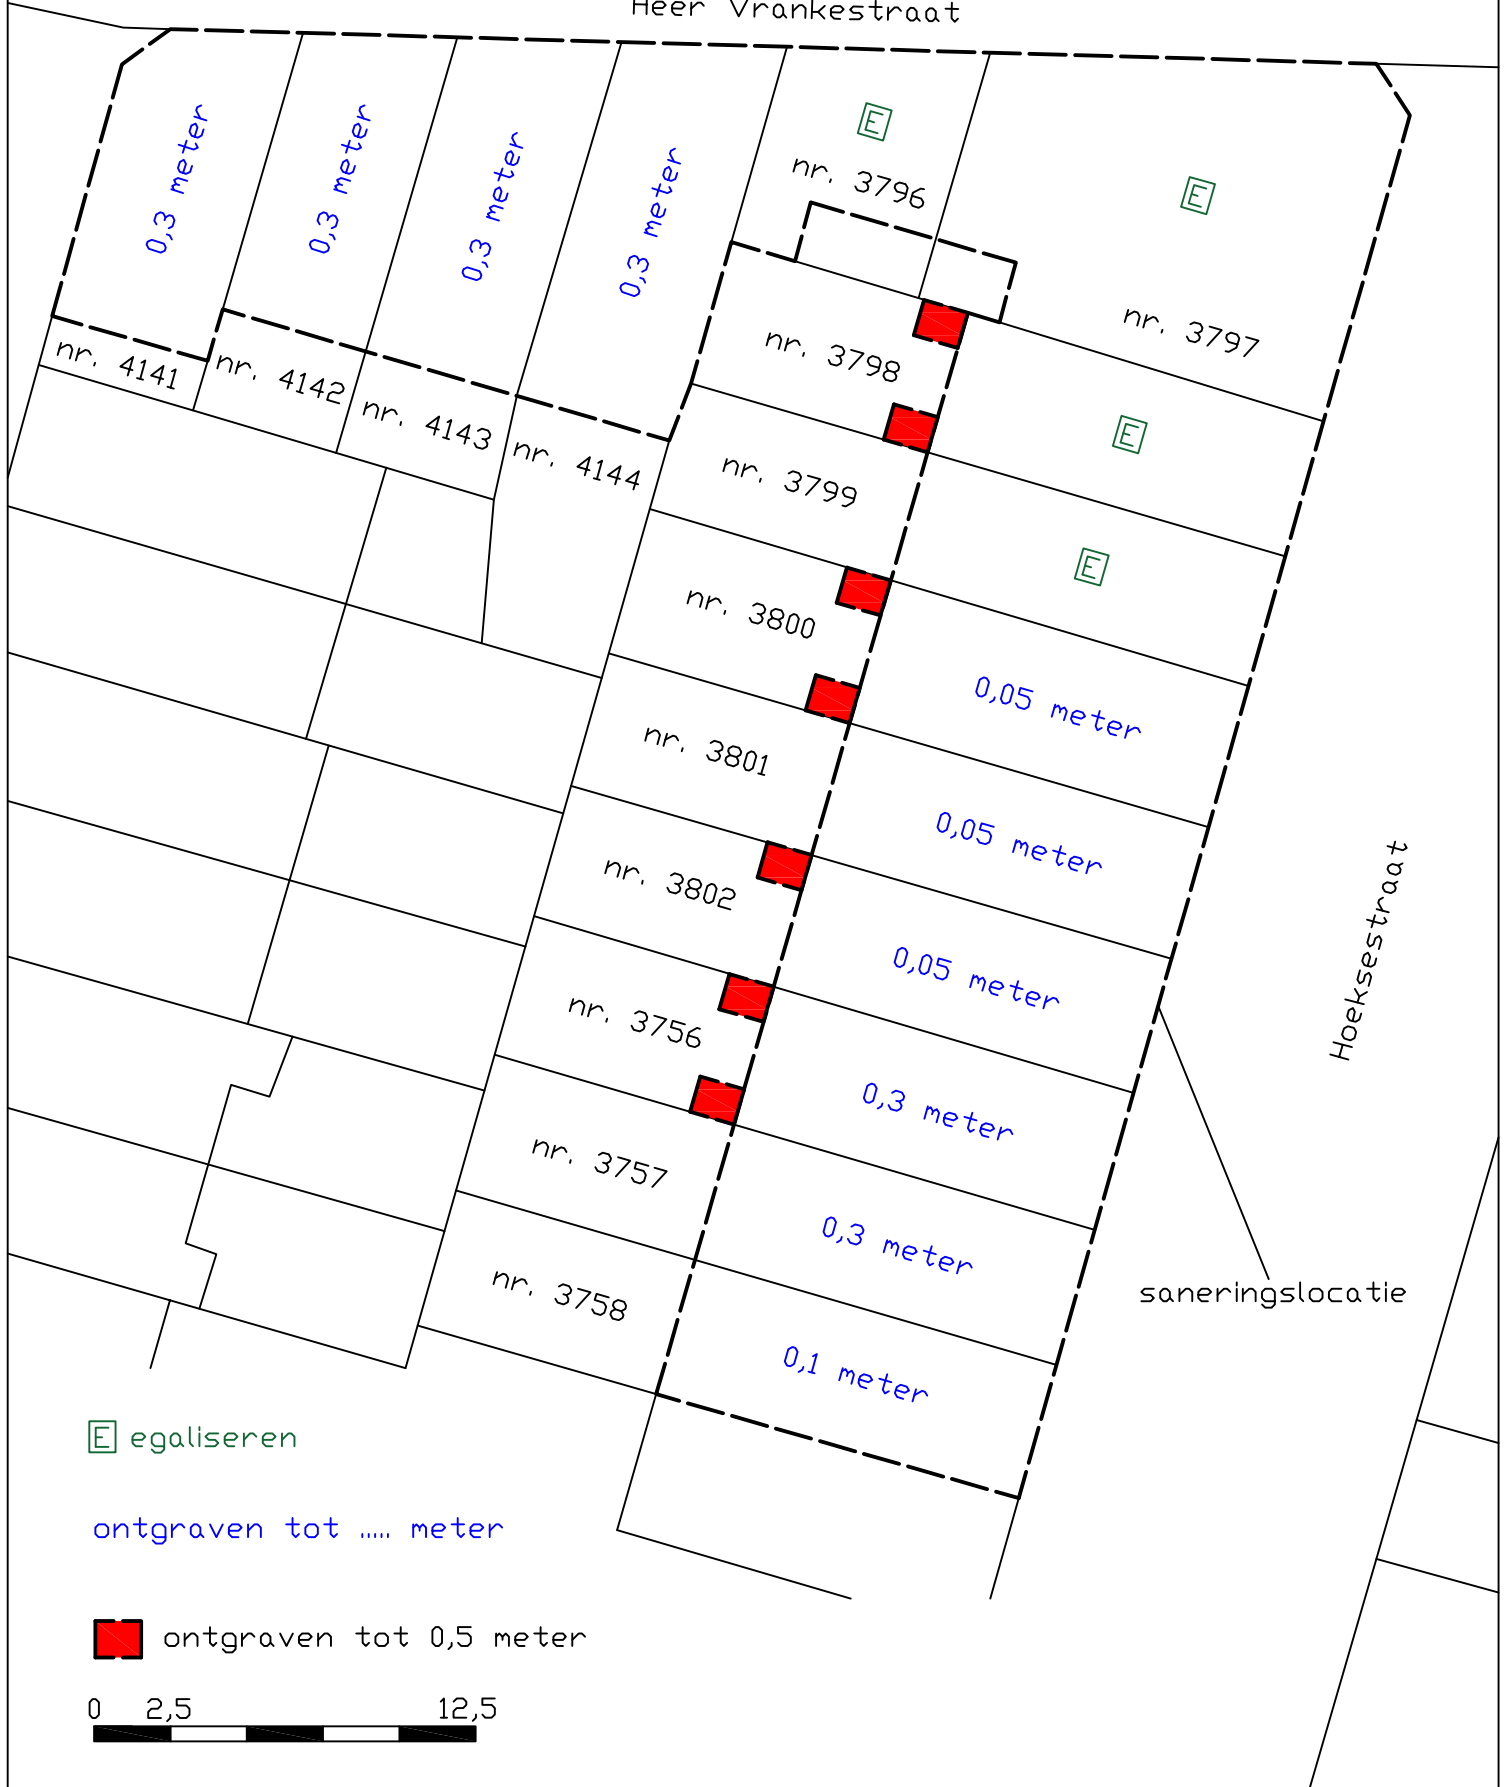 Heer Vrankestraat
0,3 meter
0,3 meter
0,3 meter
0,3 meter
E
nr. 3796
E
nr. 3797
nr. 4141
nr. 4142
nr. 4143
nr. 4144
nr. 3798
E
nr. 3799
E
nr. 3800
0,05 meter
nr. 3801
0,05 meter
nr. 3802
0,05 meter
nr. 3756
0,3 meter
nr. 3757
0,3 meter
nr. 3758
0,1 meter
Hoeksestraat
saneringslocatie
E egaliseren
ontgraven tot ..... meter
ontgraven tot 0,5 meter
0 2,5 12,5